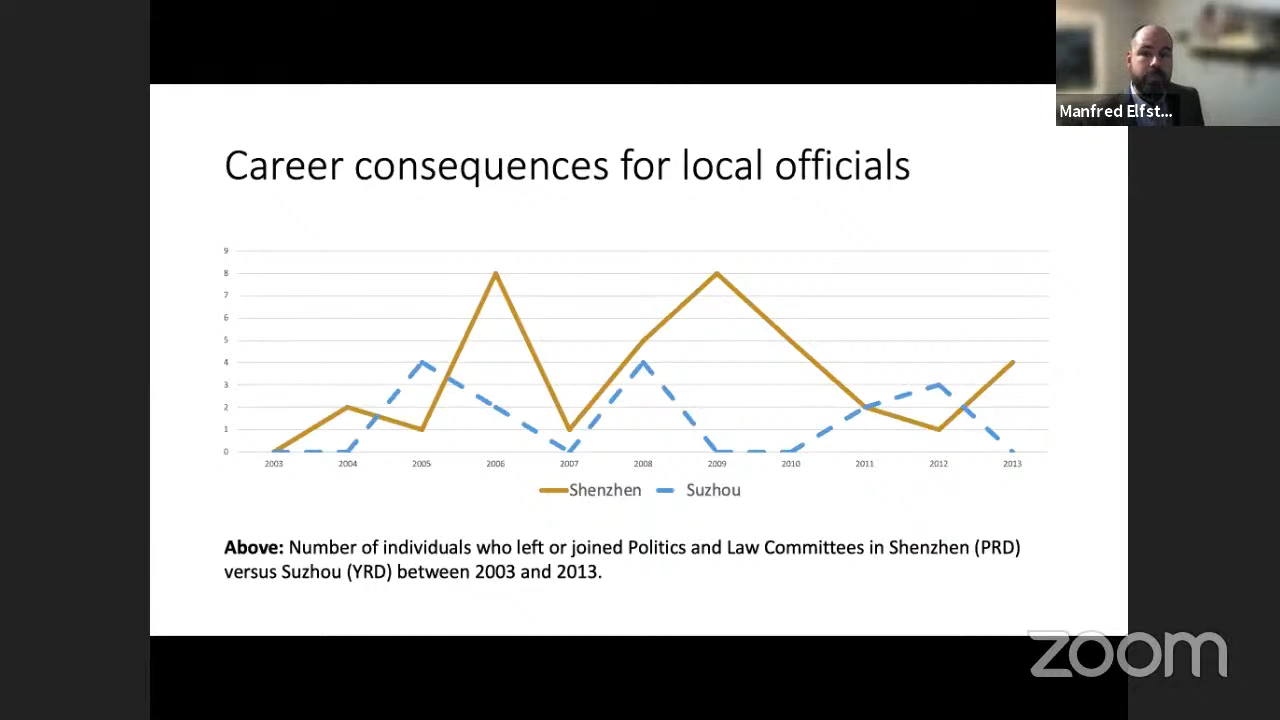 Manfred Elfst...
Career consequences for local officials
9
8
7
6
5
4
3
2
1
0
2003 2004 2005 2006 2007 2008 2009 2010 2011 2012 2013
Shenzhen Suzhou
Above: Number of individuals who left or joined Politics and Law Committees in Shenzhen (PRD)
versus Suzhou (YRD) between 2003 and 2013.
zoom